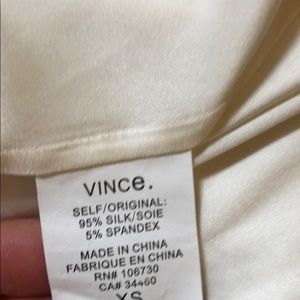 VINCE.
SELF/ORIGINAL:
95% SILK/SOIE
5% SPANDEX
MADE IN CHINA
FABRIQUE EN CHINA
RN# 106730
CA# 34460
XS